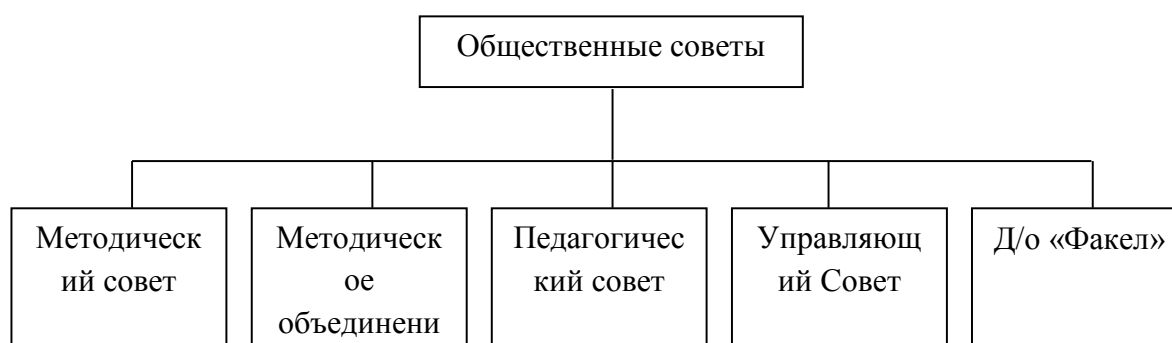 Общественные советы
Методическ
ий совет
Методическ
ое
объединени
Педагогичес
кий совет
Управляющ
ий Совет
Д/о «Факел»